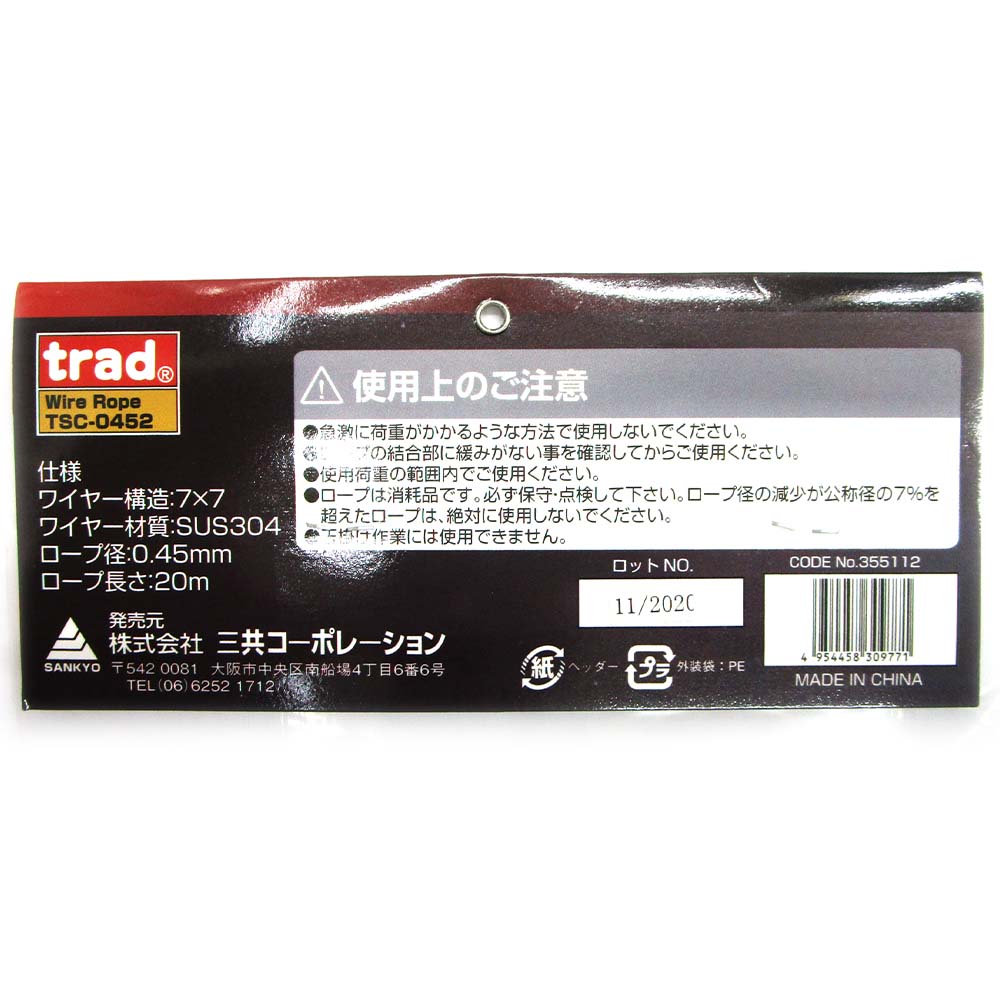 trad®
Wire Rope
TSC-0452
仕様
ワイヤー構造:7×7
ワイヤー材質:SUS304
ロープ径:0.45mm
ロープ長さ:20m
使用上のご注意
●急激に荷重がかかるような方法で使用しないでください。
の結合部に緩みがない事を確認してからご使用ください。
●使用荷重の範囲内でご使用ください。
●ロープは消耗品です。必ず保守・点検して下さい。ロープ径の減少が公称径の7%を
超えたロープは、絶対に使用しないでください。
●玉掛け作業には使用できません。
ロットNO.
11/2020
CODE No.355112
4 954458 309771
MADE IN CHINA
SANKYO
発売元
株式会社 三共コーポレーション
〒542 0081 大阪市中央区南船場4丁目6番6号
TEL (06) 6252 1712
紙 ヘッダー
プラ 外装袋:PE